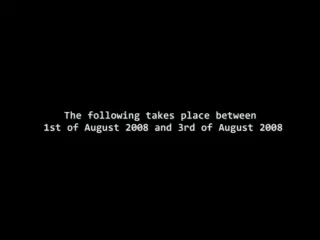 The following takes place between
1st of August 2008 and 3rd of August 2008